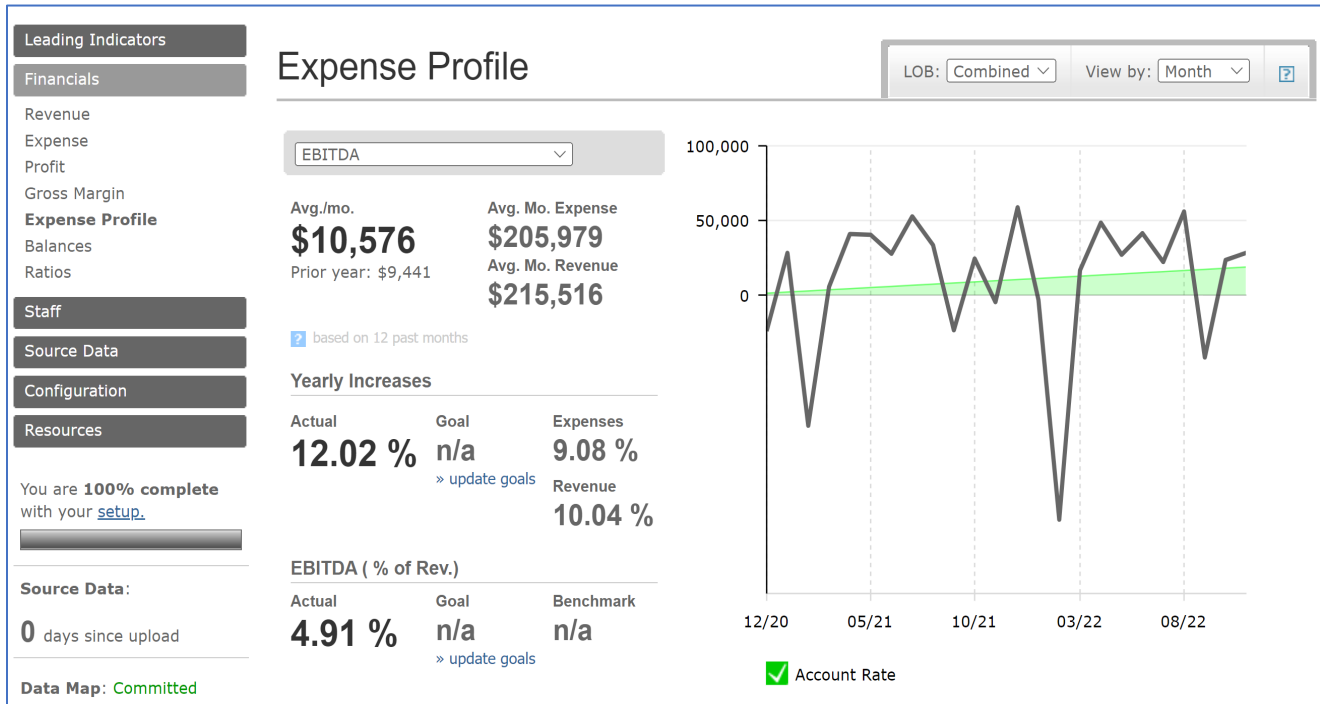 Leading Indicators
Financials
Revenue
Expense
Profit
Gross Margin
Expense Profile
Balances
Ratios
Staff
Source Data
Configuration
Resources
You are 100% complete
with your setup.
Source Data:
0 days since upload
Data Map: Committed
Expense Profile
LOB: Combined View by: Month ?
EBITDA
Avg./mo. Avg. Mo. Expense
$10,576 $205,979
Prior year: $9,441 Avg. Mo. Revenue
$215,516
? based on 12 past months
Yearly Increases
Actual Goal Expenses
12.02 % n/a 9.08 %
» update goals Revenue
10.04 %
EBITDA ( % of Rev.)
Actual Goal Benchmark
4.91 % n/a n/a
» update goals
100,000
50,000
0
12/20 05/21 10/21 03/22 08/22
Account Rate